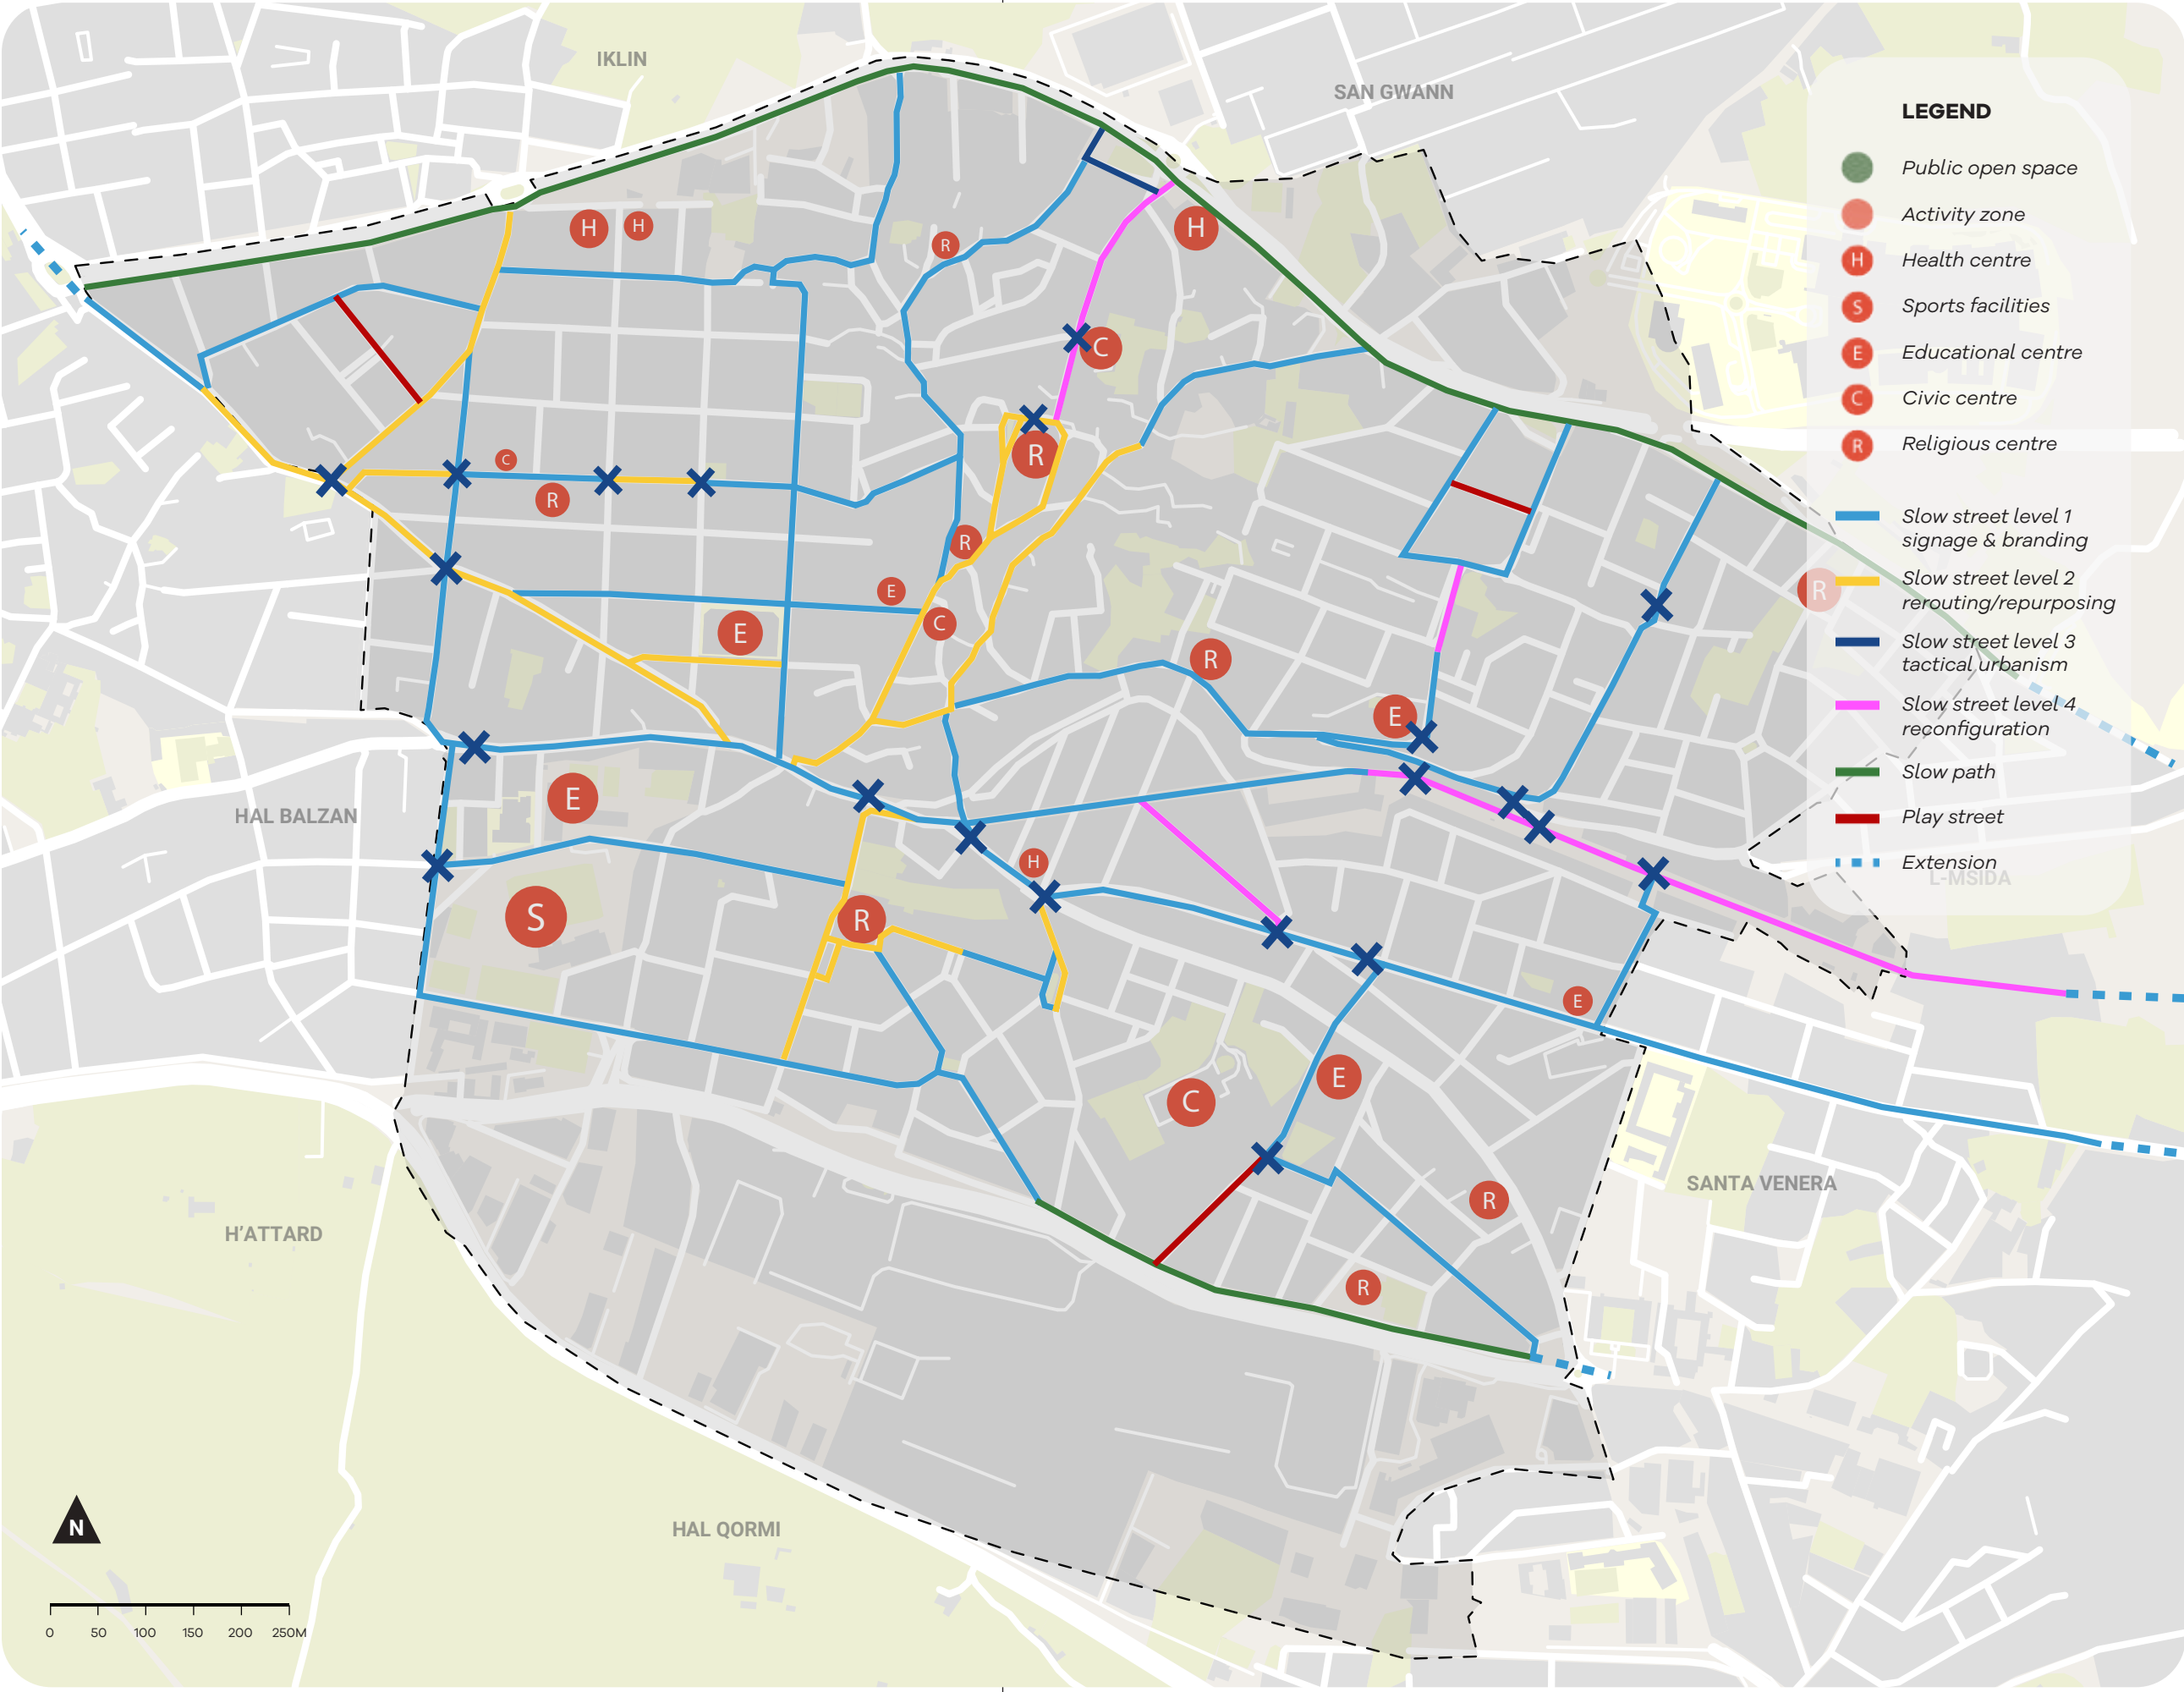 IKLIN
SAN GWANN
LEGEND
Public open space
Activity zone
H Health centre
S Sports facilities
E Educational centre
C Civic centre
R Religious centre
Slow street level 1
signage & branding
Slow street level 2
rerouting/repurposing
Slow street level 3
tactical urbanism
Slow street level 4
reconfiguration
Slow path
Play street
Extension
L-MSIDA
H
H
R
H
C
C
R
R
R
E
R
C
E
R
E
E
H
S
R
E
E
C
R
R
HAL BALZAN
H'ATTARD
SANTA VENERA
HAL QORMI
N
0 50 100 150 200 250M